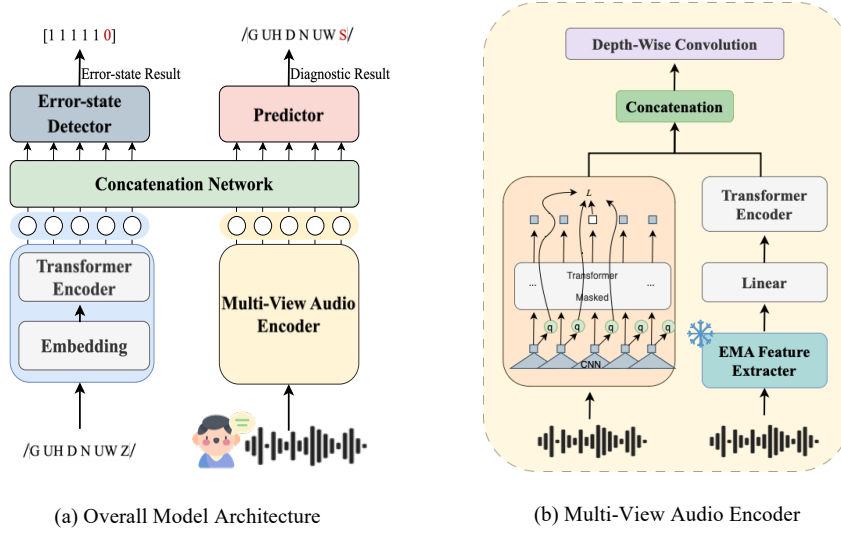 [1 1 1 1 1 0]
Error-state Result
Error-state
Detector
/G UH D N UW S/
Diagnostic Result
Predictor
Concatenation Network
Transformer
Encoder
Embedding
/G UH D N UW Z/
Multi-View Audio
Encoder
(a) Overall Model Architecture
Depth-Wise Convolution
Concatenation
L
...
Transformer
...
Masked
q
q
q
q
q
CNN
Transformer
Encoder
Linear
EMA Feature
Extracter
(b) Multi-View Audio Encoder